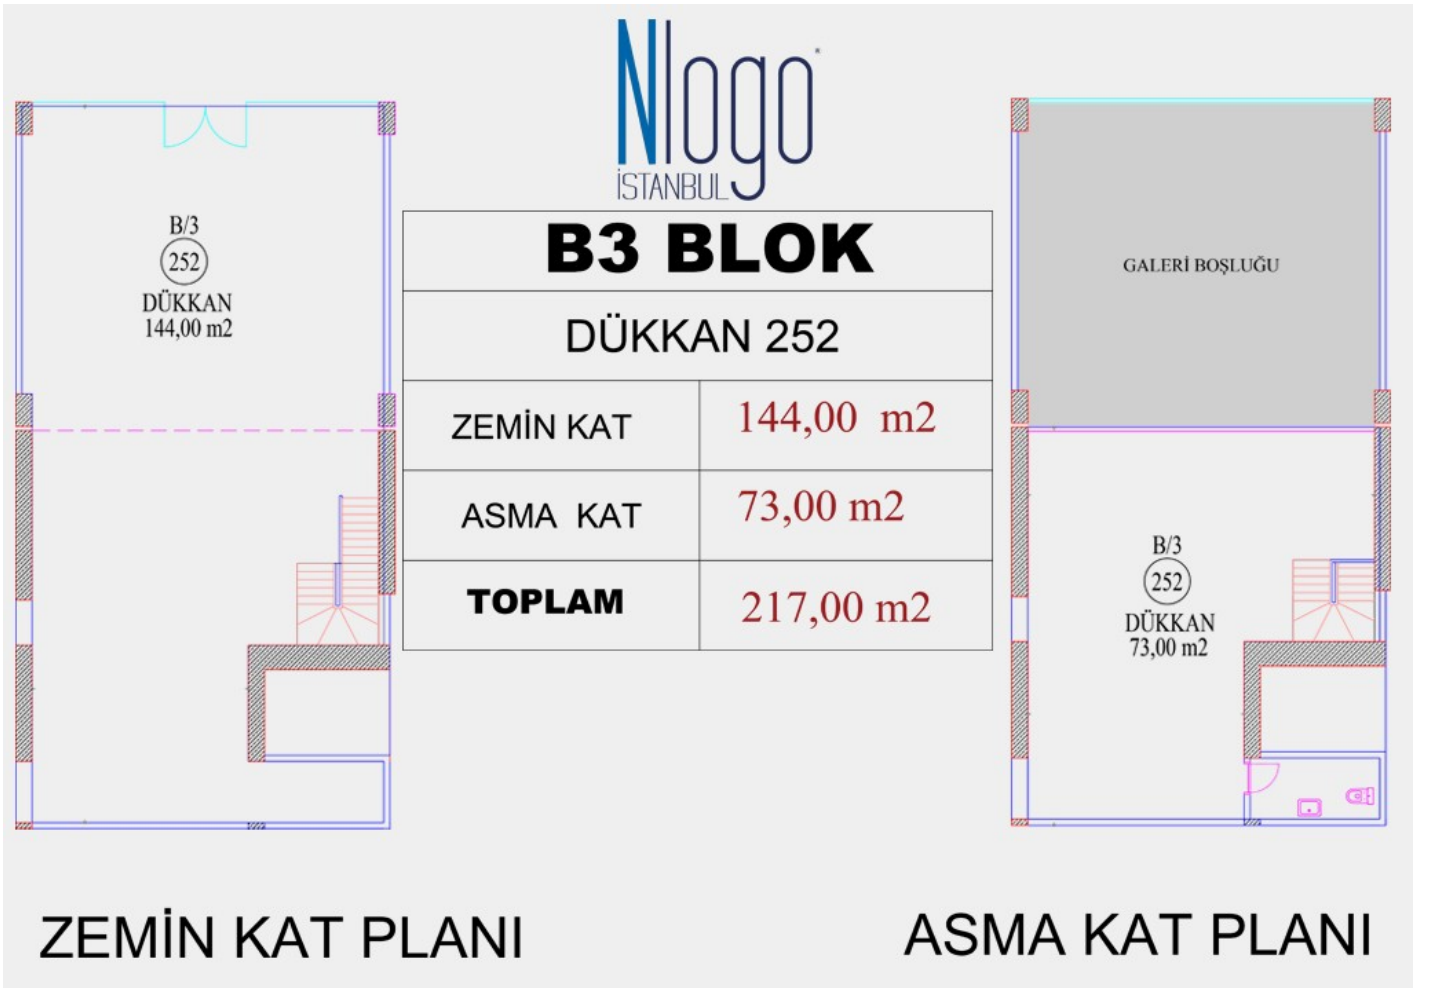 Nlogo
İSTANBUL
B/3
252
DÜKKAN
144,00 m2
B3 BLOK
DÜKKAN 252
ZEMİN KAT 144,00 m2
ASMA KAT 73,00 m2
TOPLAM 217,00 m2
GALERİ BOŞLUĞU
B/3
252
DÜKKAN
73,00 m2
ZEMİN KAT PLANI
ASMA KAT PLANI